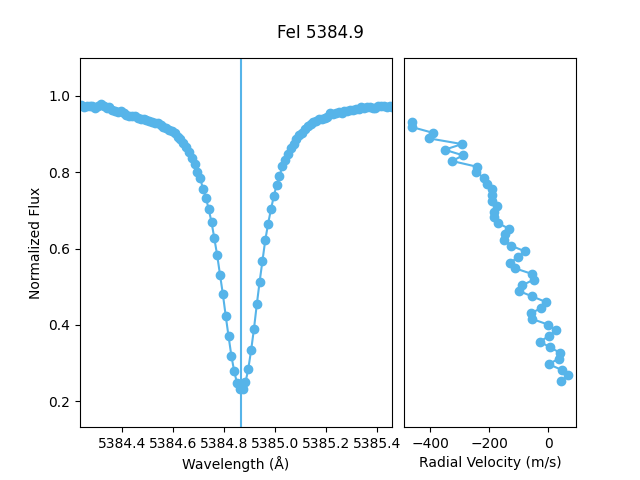 FeI 5384.9
Normalized Flux
1.0
0.8
0.6
0.4
0.2
5384.4 5384.6 5384.8 5385.0 5385.2 5385.4
Wavelength (Å)
−400 −200 0
Radial Velocity (m/s)